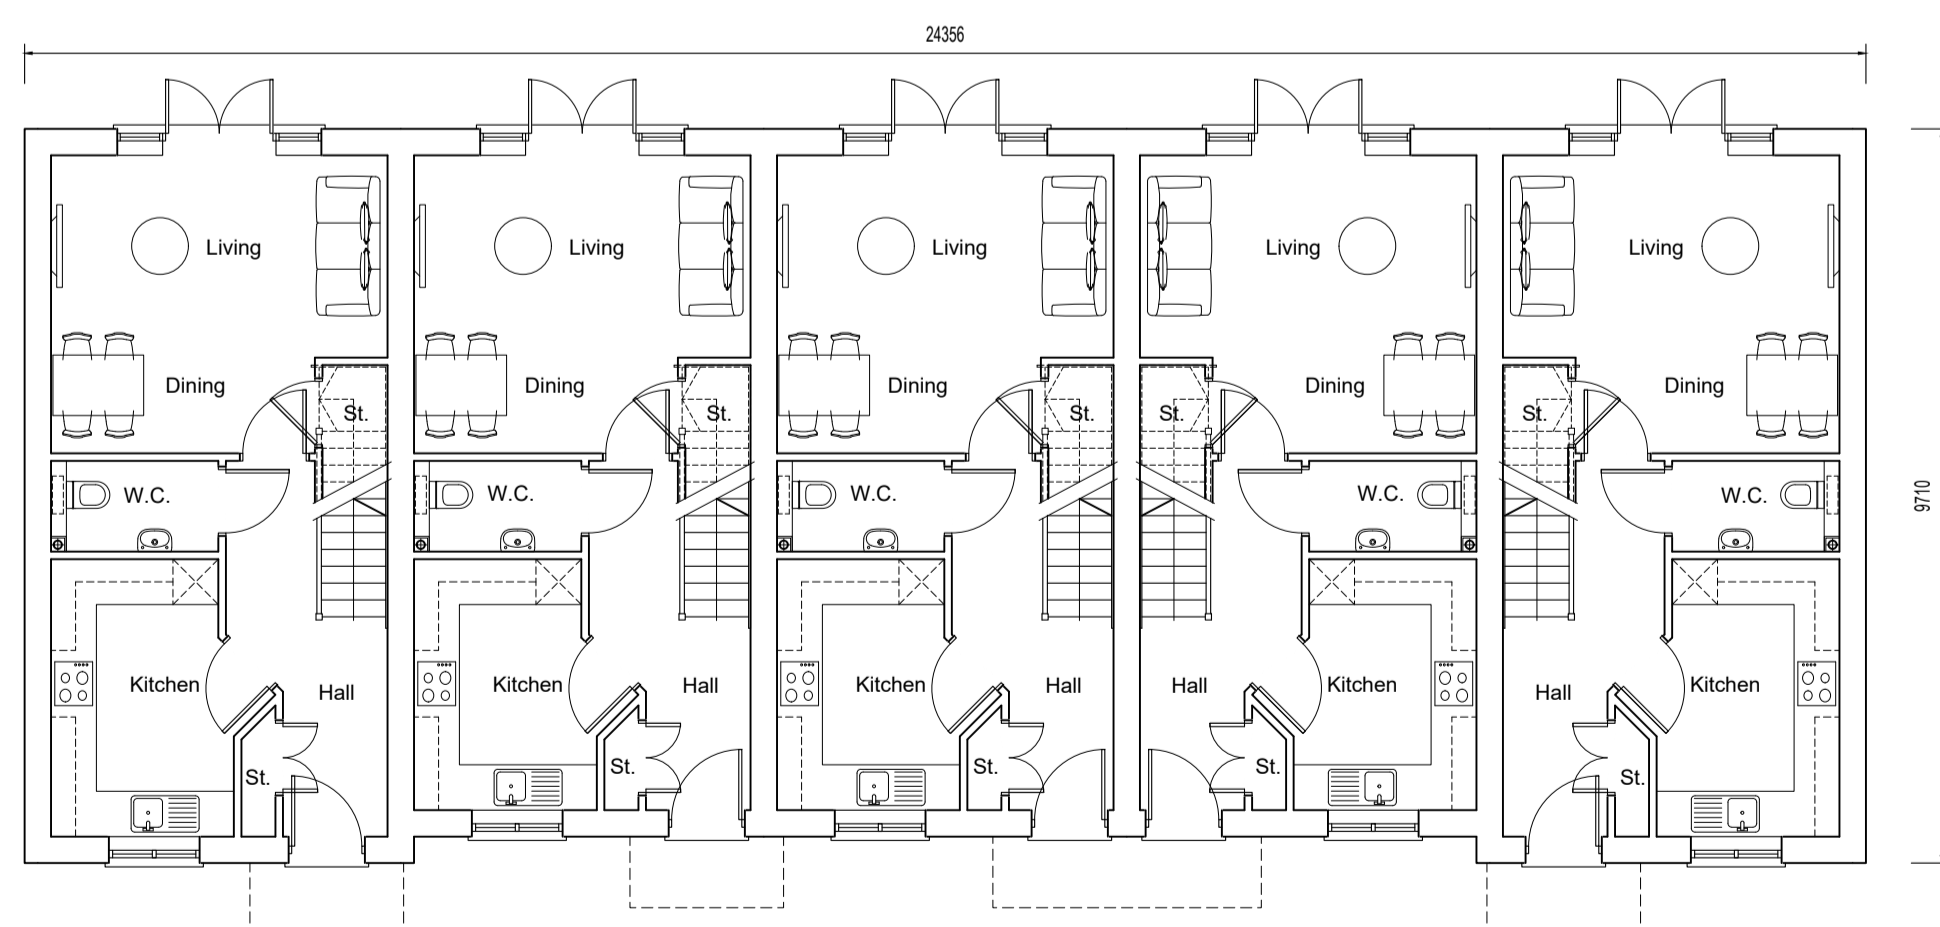 24356
Living
Living
Living
Living
Living
Dining
Dining
Dining
Dining
Dining
St.
St.
St.
St.
St.
W.C.
W.C.
W.C.
W.C.
W.C.
9710
Kitchen
Hall
Kitchen
Hall
Kitchen
Hall
Hall
Kitchen
Hall
Kitchen
St.
St.
St.
St.
St.